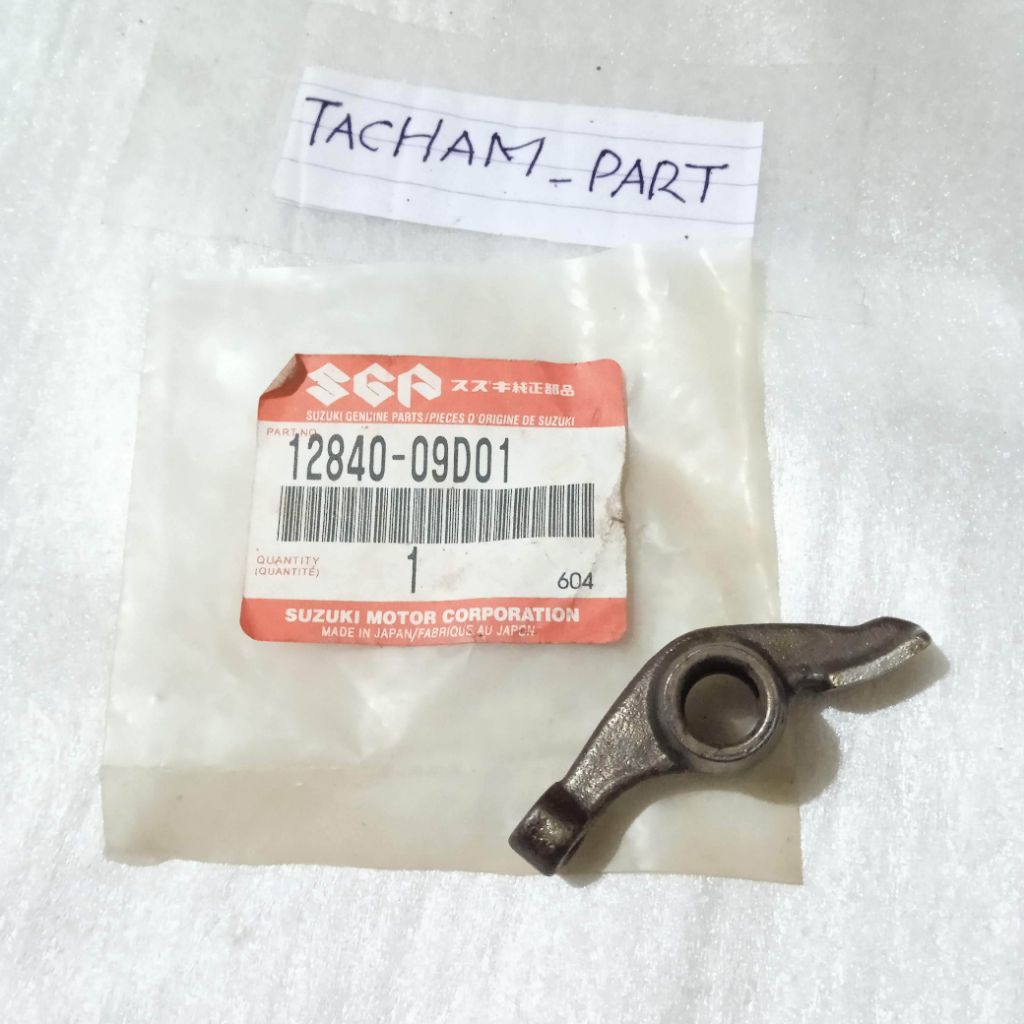 TACHAM_PART
SGP スズキ純正部品
SUZUKI GENUINE PARTS/PIECES D'ORIGINE DE SUZUKI
PART NO.
12840-09D01
QUANTITY
(QUANTITÉ)
1
604
SUZUKI MOTOR CORPORATION
MADE IN JAPAN/FABRIQUÉ AU JAPON